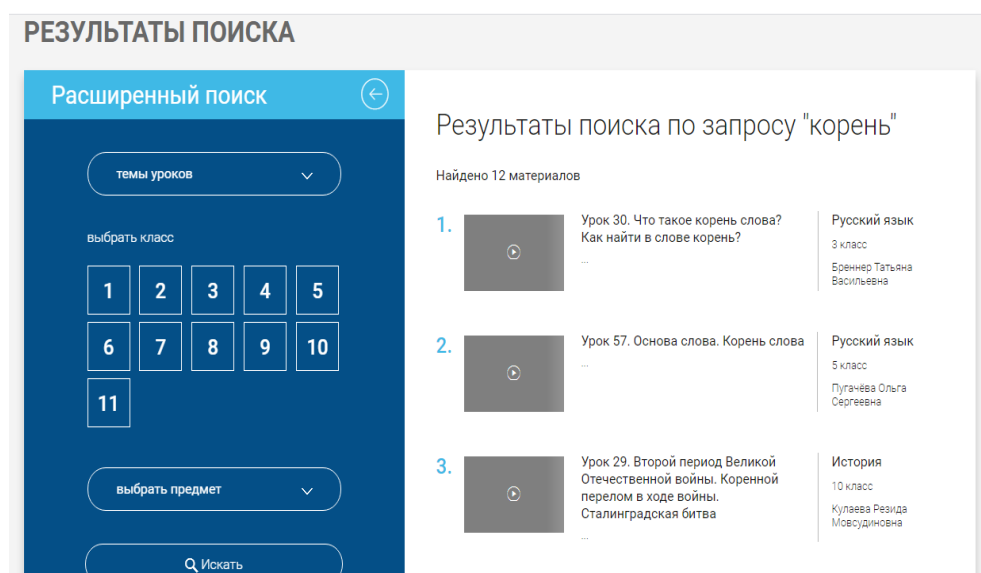 РЕЗУЛЬТАТЫ ПОИСКА
Расширенный поиск
темы уроков
выбрать класс
1 2 3 4 5
6 7 8 9 10
11
выбрать предмет
Искать
Результаты поиска по запросу "корень"
Найдено 12 материалов
1.
Урок 30. Что такое корень слова?
Как найти в слове корень?
...
Русский язык
3 класс
Бреннер Татьяна
Васильевна
2.
Урок 57. Основа слова. Корень слова
...
Русский язык
5 класс
Пугачёва Ольга
Сергеевна
3.
Урок 29. Второй период Великой
Отечественной войны. Коренной
перелом в ходе войны.
Сталинградская битва
...
История
10 класс
Кулаева Резида
Мовсудиновна